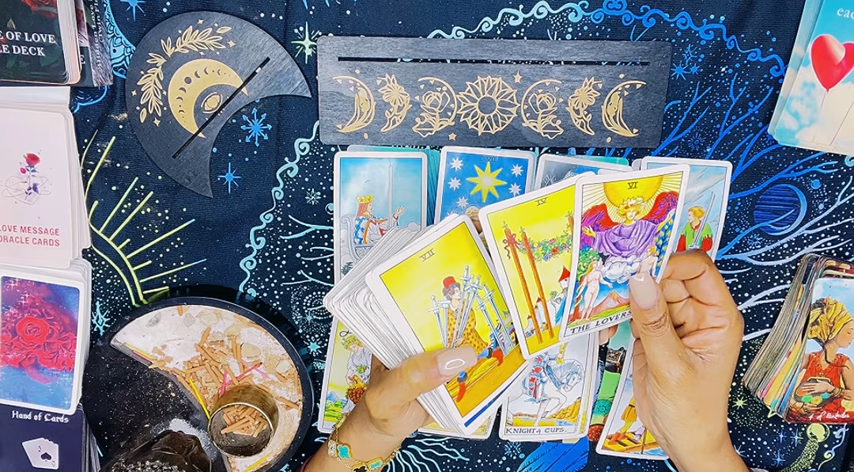 E OF LOVE
LE DECK
LOVE MESSAGE
ORACLE CARDS
Hand of Cards
VII
IV
VI
THE LOVERS
KNIGHT of CUPS.